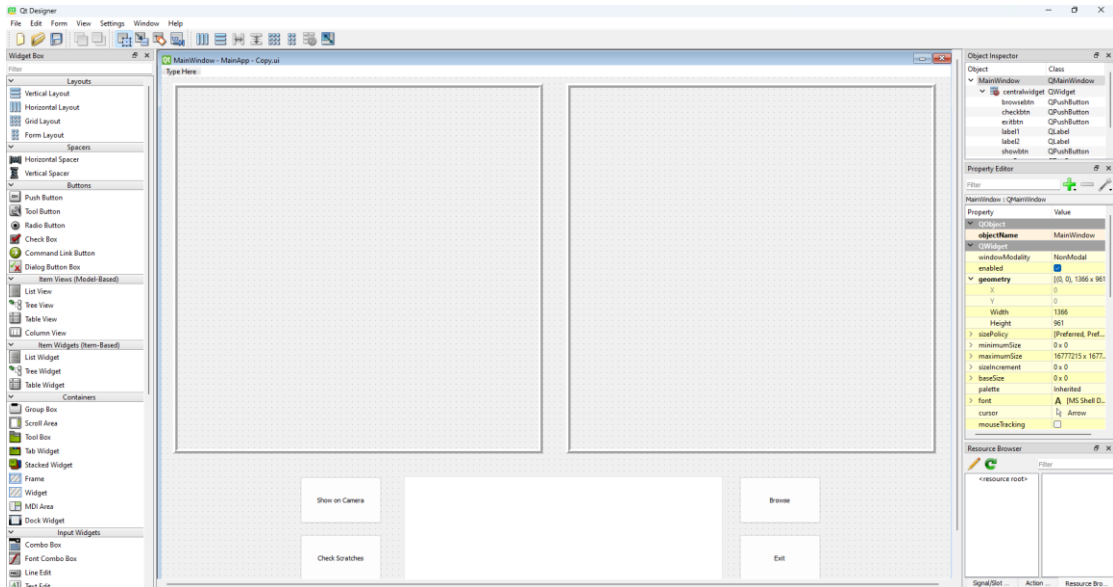 Qt Designer
File Edit Form View Settings Window Help
Widget Box
Filter
Layouts
Vertical Layout
Horizontal Layout
Grid Layout
Form Layout
Spacers
Horizontal Spacer
Vertical Spacer
Buttons
Push Button
Tool Button
Radio Button
Check Box
Command Link Button
Dialog Button Box
Item Views (Model-Based)
List View
Tree View
Table View
Column View
Item Widgets (Item-Based)
List Widget
Tree Widget
Table Widget
Containers
Group Box
Scroll Area
Tool Box
Tab Widget
Stacked Widget
Frame
Widget
MDI Area
Dock Widget
Input Widgets
Combo Box
Font Combo Box
Line Edit
Text Edit
MainWindow - MainApp - Copy.ui
Type Here
Show on Camera
Browse
Check Scratches
Exit
Object Inspector
Object Class
MainWindow QMainWindow
centralwidget QWidget
browsebtn QPushButton
checkbtn QPushButton
exitbtn QPushButton
label1 QLabel
label2 QLabel
showbtn QPushButton
Property Editor
Filter
MainWindow : QMainWindow
Property Value
QObject
objectName MainWindow
QWidget
windowModality NonModal
enabled
geometry [(0, 0), 1366 x 961
X 0
Y 0
Width 1366
Height 961
sizePolicy [Preferred, Pref...
minimumSize 0 x 0
maximumSize 16777215 x 1677...
sizeIncrement 0 x 0
baseSize 0 x 0
palette Inherited
font A [MS Shell D...
cursor Arrow
mouseTracking
Resource Browser
Filter
<resource root>
Signal/Slot ... Action ... Resource Bro...